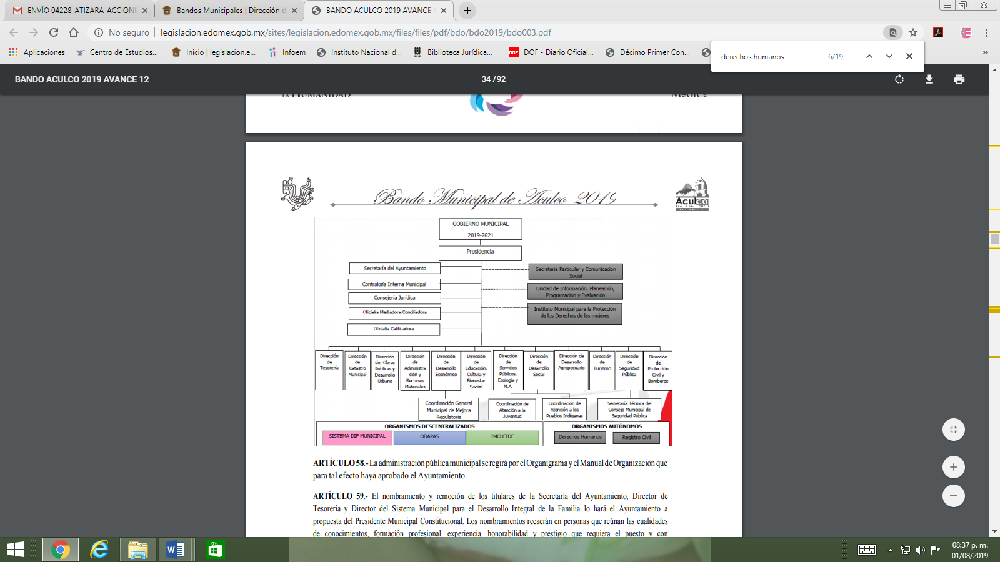 ENVÍO 04228_ATIZARA_ACCIONE
Bandos Municipales | Dirección d
BANDO ACULCO 2019 AVANCE
No seguro
legislacion.edomex.gob.mx/sites/legislacion.edomex.gob.mx/files/files/pdf/bdo/bdo2019/bdo003.pdf
Aplicaciones
Centro de Estudios...
Inicio | legislacion.e...
Infoem
Instituto Nacional d...
Biblioteca Jurídica...
DOF - Diario Oficial...
Décimo Primer Con...
»
derechos humanos
6/19
BANDO ACULCO 2019 AVANCE 12
34 / 92
LA HUMANIDAD
MáGICo
Bando Municipal de Aculco 2019
Aculco
GOBIERNO MUNICIPAL
2019-2021
Presidencia
Secretaría del Ayuntamiento
Contraloría Interna Municipal
Consejería Jurídica
Oficialía Mediadora-Conciliadora
Oficialía Calificadora
Secretaría Particular y Comunicación
Social
Unidad de Información, Planeación,
Programación y Evaluación
Instituto Municipal para la Protección
de los Derechos de las mujeres
Dirección
de
Tesorería
Dirección
de
Catastro
Municipal
Dirección
de Obras
Publicas y
Desarrollo
Urbano
Dirección
de
Administra
ción y
Recursos
Materiales
Dirección
de
Desarrollo
Económico
Dirección
de
Educación,
Cultura y
Bienestar
Social
Dirección
de
Servicios
Públicos,
Ecología y
M.A.
Dirección
de
Desarrollo
Social
Dirección de
Desarrollo
Agropecuario
Dirección
de
Turismo
Dirección
de
Seguridad
Pública
Dirección
de
Protección
Civil y
Bomberos
Coordinación General
Municipal de Mejora
Regulatoria
Coordinación de
Atención a la
Juventud
Coordinación de
Atención a los
Pueblos Indígenas
Secretaría Técnica del
Consejo Municipal de
Seguridad Pública
ORGANISMOS DESCENTRALIZADOS
SISTEMA DIF MUNICIPAL
ODAPAS
IMCUFIDE
ORGANISMOS AUTÓNOMOS
Derechos Humanos
Registro Civil
ARTÍCULO 58.- La administración pública municipal se regirá por el Organigrama y el Manual de Organización que
para tal efecto haya aprobado el Ayuntamiento.
ARTÍCULO 59.- El nombramiento y remoción de los titulares de la Secretaría del Ayuntamiento, Director de
Tesorería y Director del Sistema Municipal para el Desarrollo Integral de la Familia lo hará el Ayuntamiento a
propuesta del Presidente Municipal Constitucional. Los nombramientos recaerán en personas que reúnan las cualidades
de conocimientos, formación profesional, experiencia, honorabilidad y prestigio que requiera el puesto y con
08:37 p. m.
01/08/2019